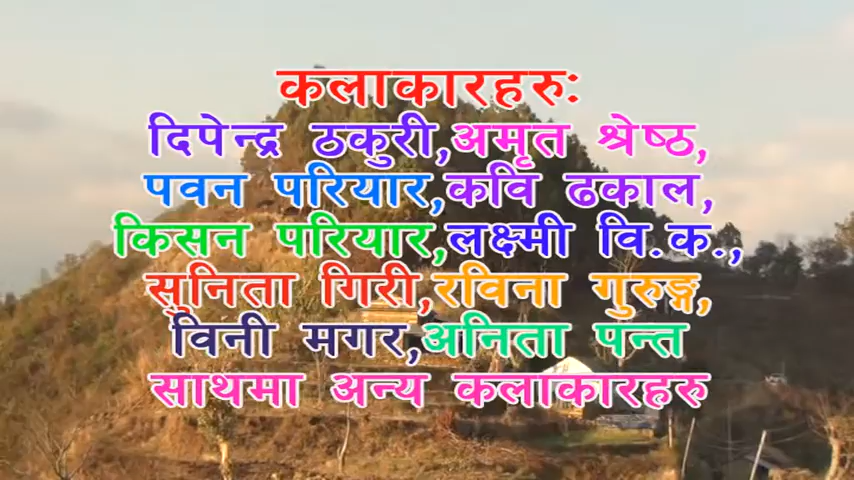 कलाकारहरुः
दिपेन्द्र ठकुरी,अमृत श्रेष्ठ,
पवन परियार,कवि ढकाल,
किसन परियार,लक्ष्मी वि.क.,
सुनिता गिरी,रविना गुरुङ्ग,
विनी मगर,अनिता पन्त
साथमा अन्य कलाकारहरु